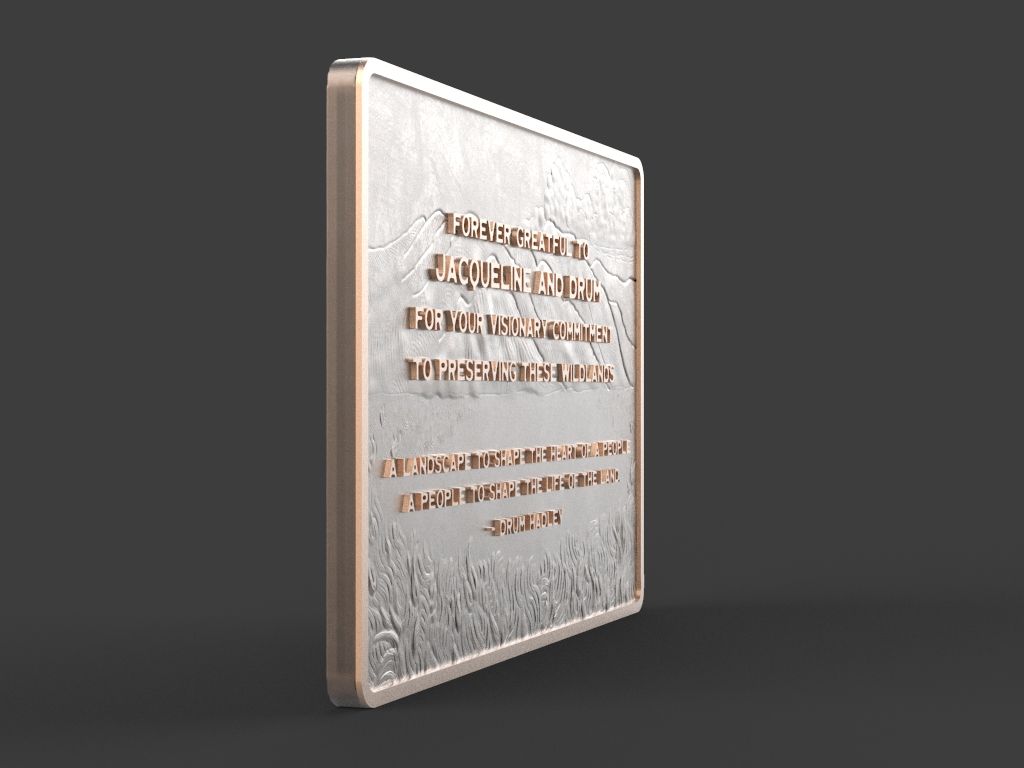 FOREVER GREATFUL TO
JACQUELINE AND DRUM
FOR YOUR VISIONARY COMMITMENT
TO PRESERVING THESE WILDLANDS
A LANDSCAPE TO SHAPE THE HEART OF A PEOPLE
A PEOPLE TO SHAPE THE LIFE OF THE LAND
– DRUM HADLEY